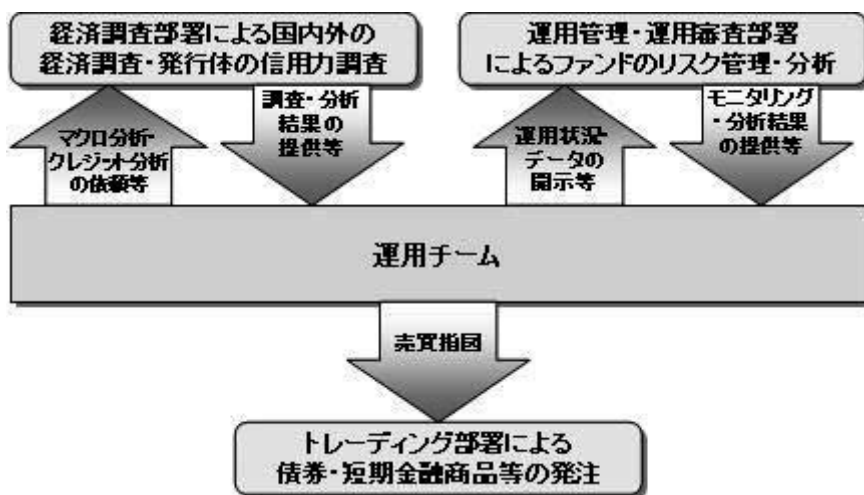 経済調査部署による国内外の
経済調査・発行体の信用力調査
運用管理・運用審査部署
によるファンドのリスク管理・分析
マクロ分析・
クレジット分析
の依頼等
調査・分析
結果の
提供等
運用状況・
データの
開示等
モニタリング
・分析結果
の提供等
運用チーム
売買指図
トレーディング部署による
債券・短期金融商品等の発注